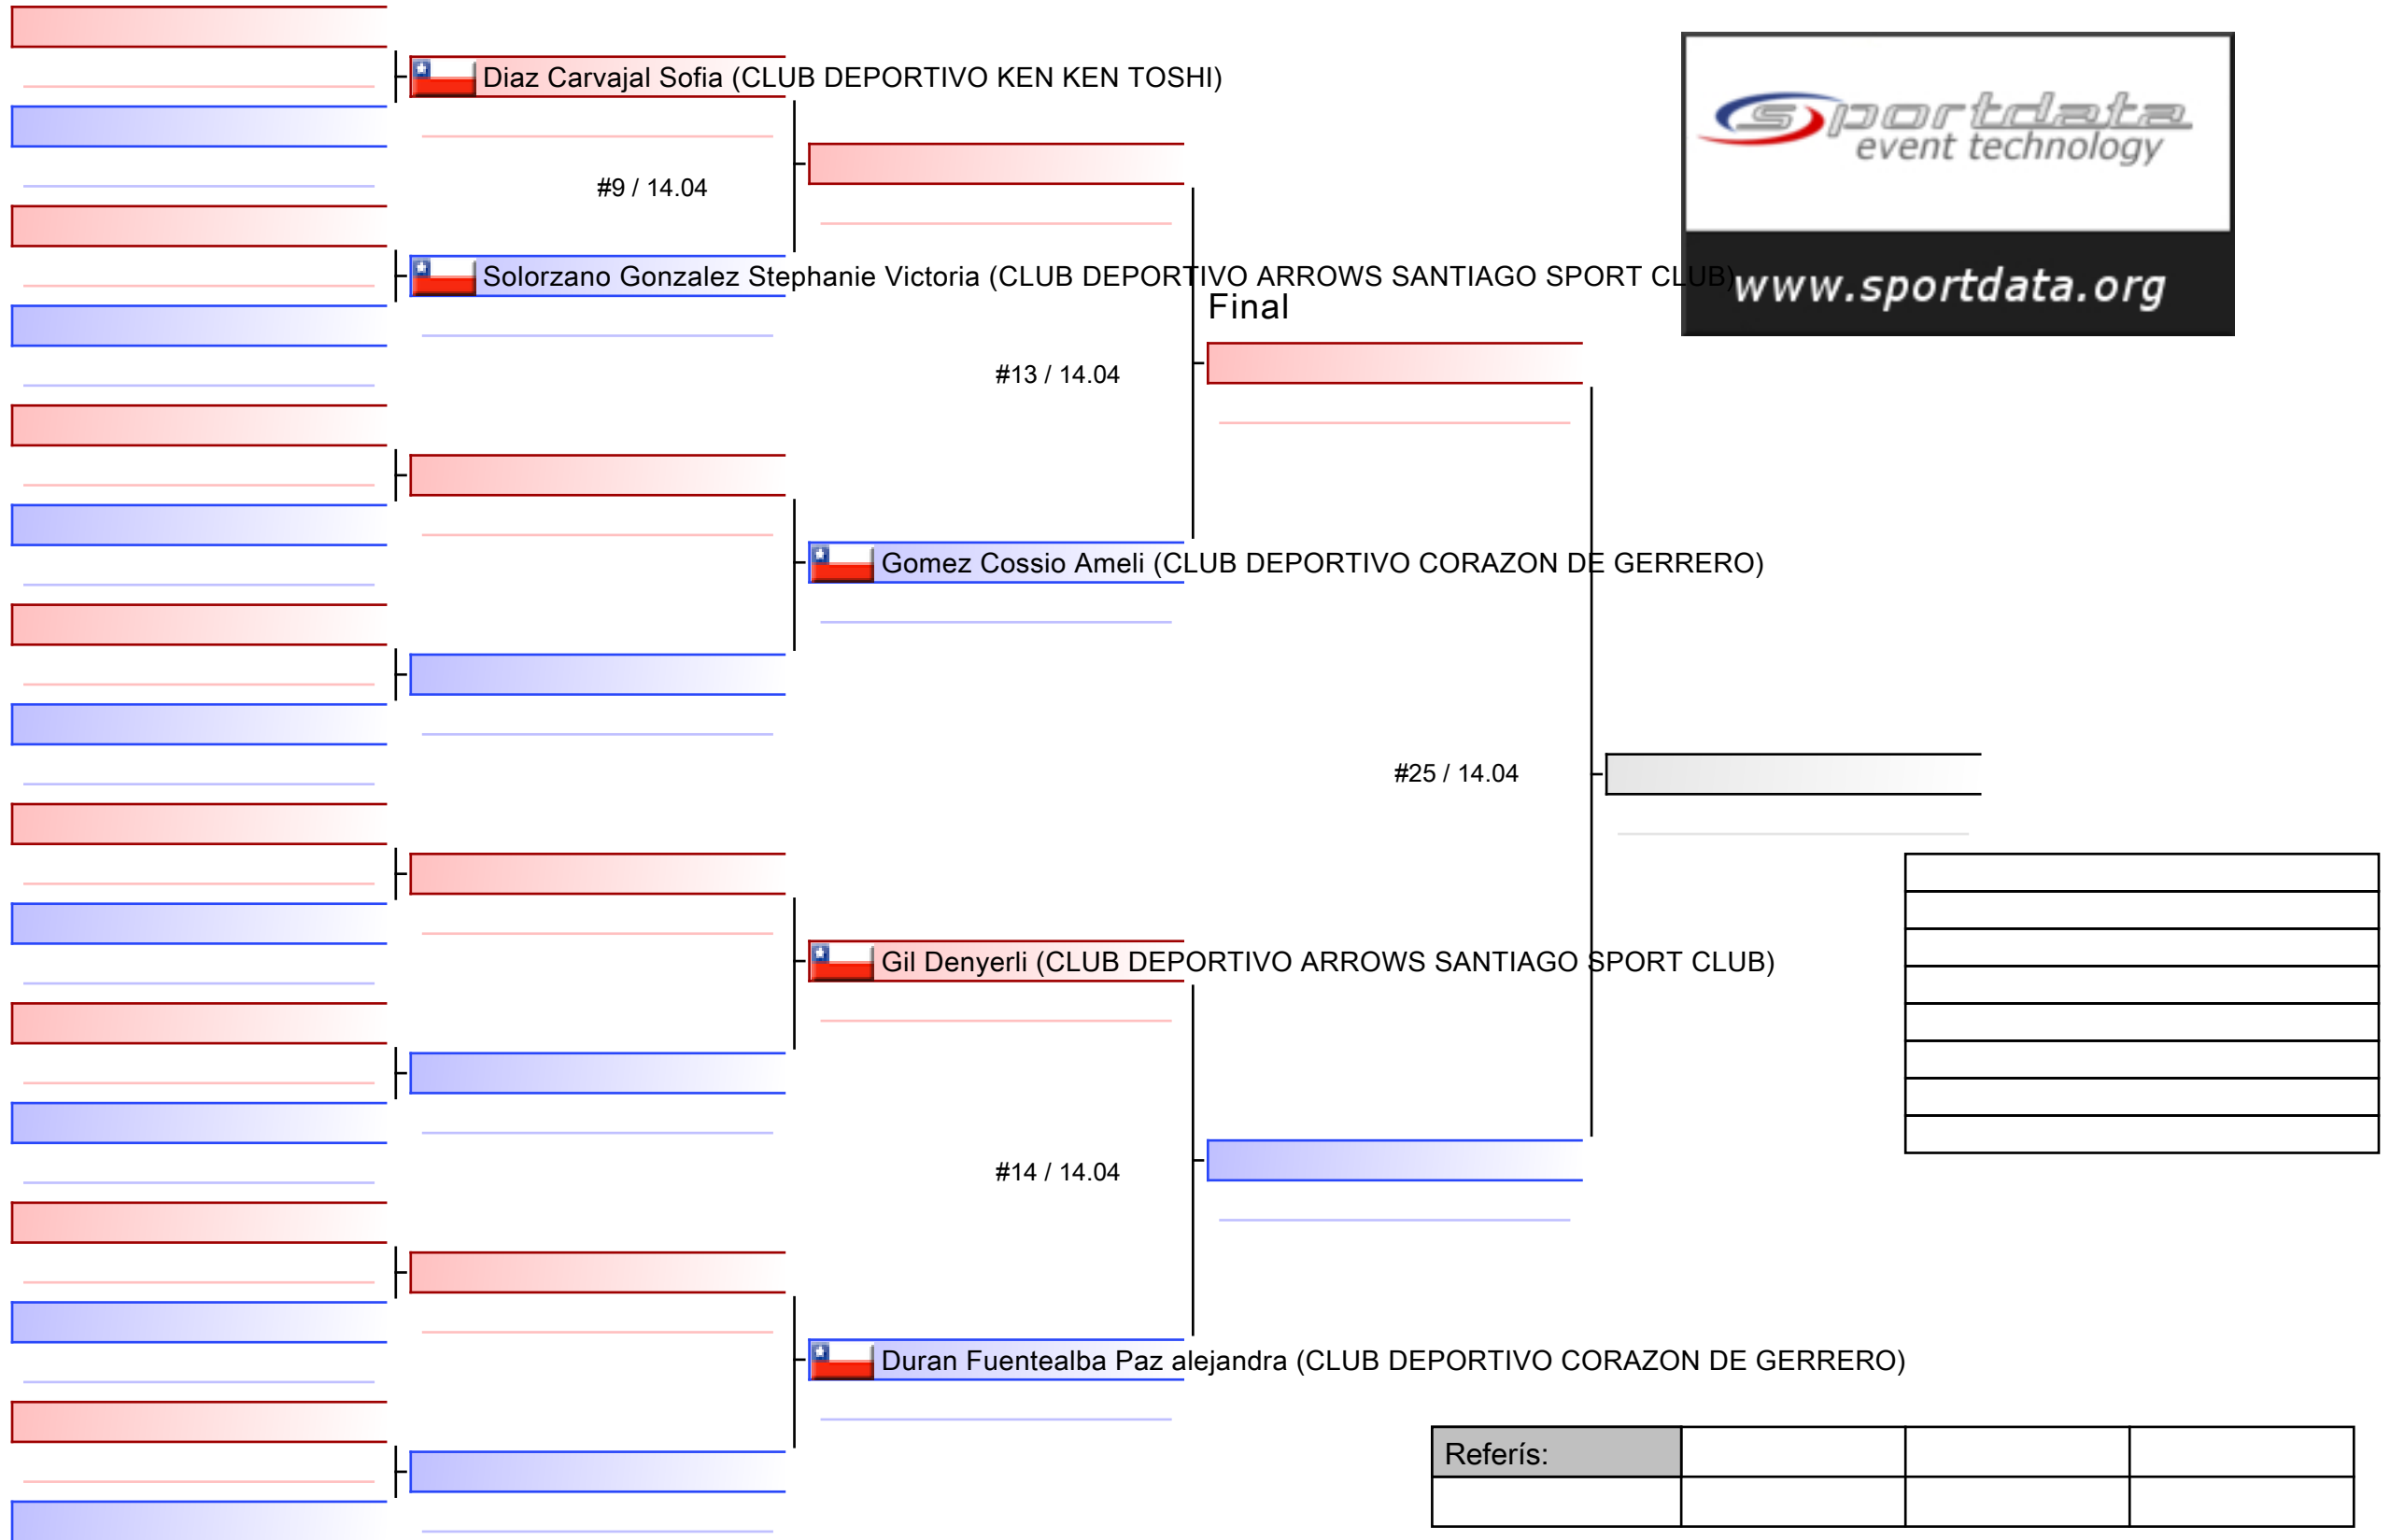 Diaz Carvajal Sofia (CLUB DEPORTIVO KEN KEN TOSHI)
sportdata
event technology
#9 / 14.04
Solorzano Gonzalez Stephanie Victoria (CLUB DEPORTIVO ARROWS SANTIAGO SPORT CLUB)
www.sportdata.org
Final
#13 / 14.04
Gomez Cossio Ameli (CLUB DEPORTIVO CORAZON DE GERRERO)
#25 / 14.04
Gil Denyerli (CLUB DEPORTIVO ARROWS SANTIAGO SPORT CLUB)
#14 / 14.04
Duran Fuentealba Paz alejandra (CLUB DEPORTIVO CORAZON DE GERRERO)
Referís: